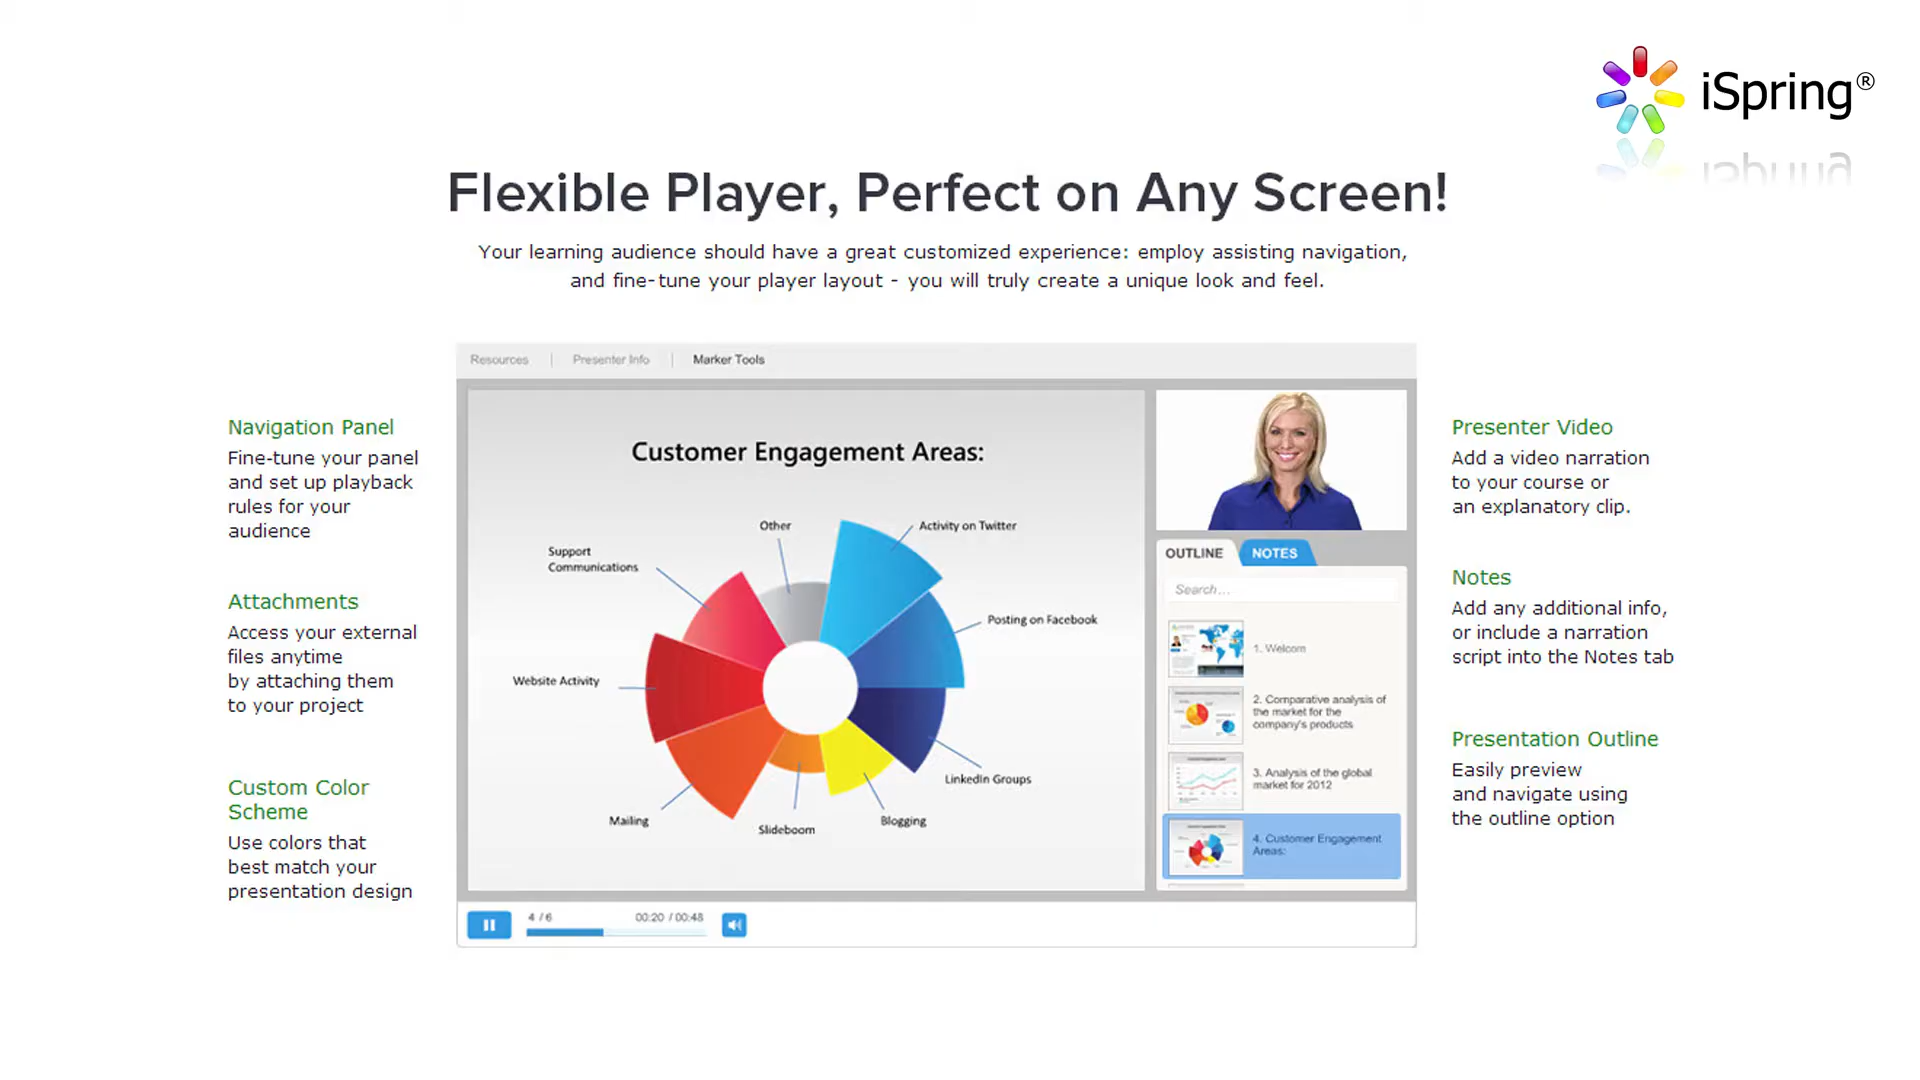 iSpring®
Flexible Player, Perfect on Any Screen!
Your learning audience should have a great customized experience: employ assisting navigation,
and fine-tune your player layout - you will truly create a unique look and feel.
Navigation Panel
Fine-tune your panel
and set up playback
rules for your
audience
Attachments
Access your external
files anytime
by attaching them
to your project
Custom Color
Scheme
Use colors that
best match your
presentation design
Resources | Presenter Info | Marker Tools
Customer Engagement Areas:
Other
Activity on Twitter
Support
Communications
Posting on Facebook
Website Activity
LinkedIn Groups
Mailing
Slideboom
Blogging
OUTLINE NOTES
Search...
1. Welcom
2. Comparative analysis of
the market for the
company's products
3. Analysis of the global
market for 2012
4. Customer Engagement
Areas:
4 / 6 00:20 / 00:48
Presenter Video
Add a video narration
to your course or
an explanatory clip.
Notes
Add any additional info,
or include a narration
script into the Notes tab
Presentation Outline
Easily preview
and navigate using
the outline option